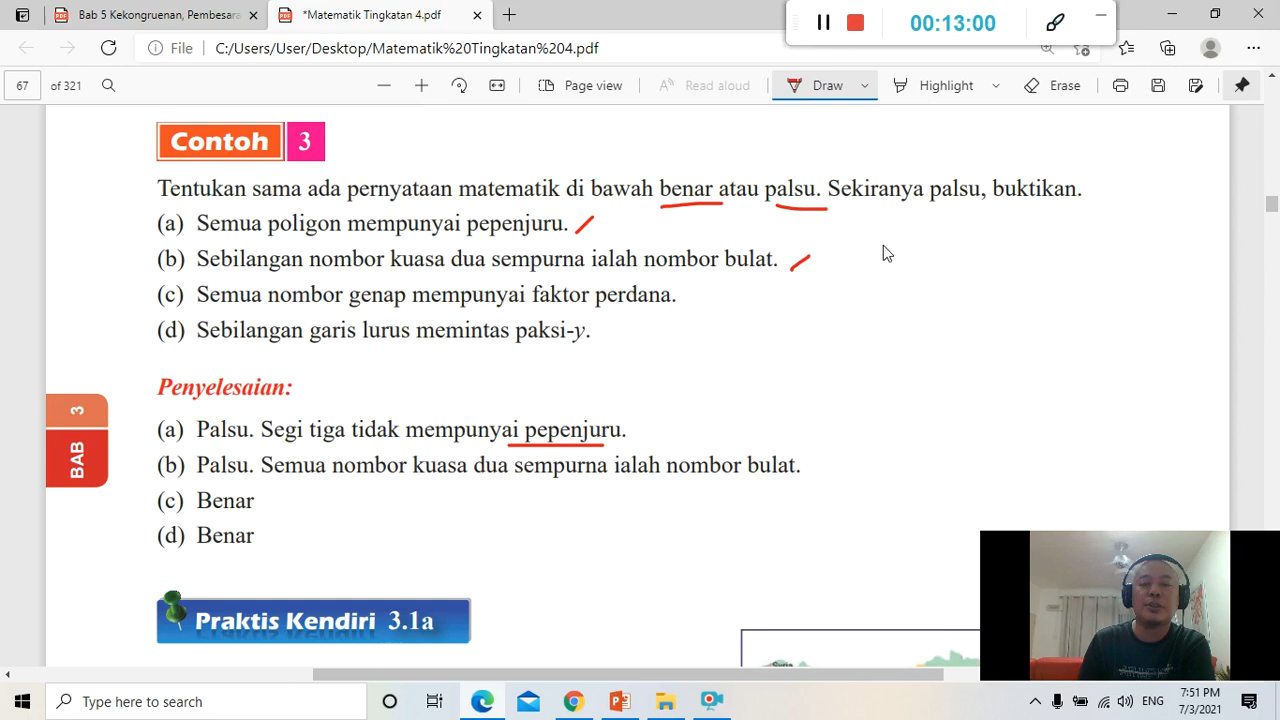 Bab 5 Kekongruenan, Pembesara
*Matematik Tingkatan 4.pdf
00:13:00
File
C:/Users/User/Desktop/Matematik%20Tingkatan%204.pdf
67 of 321
Page view
Read aloud
Draw
Highlight
Erase
Contoh 3
Tentukan sama ada pernyataan matematik di bawah benar atau palsu. Sekiranya palsu, buktikan.
(a) Semua poligon mempunyai pepenjuru.
(b) Sebilangan nombor kuasa dua sempurna ialah nombor bulat.
(c) Semua nombor genap mempunyai faktor perdana.
(d) Sebilangan garis lurus memintas paksi-y.
Penyelesaian:
(a) Palsu. Segi tiga tidak mempunyai pepenjuru.
(b) Palsu. Semua nombor kuasa dua sempurna ialah nombor bulat.
(c) Benar
(d) Benar
BAB 3
Praktis Kendiri 3.1a
Type here to search
ENG
7:51 PM
7/3/2021